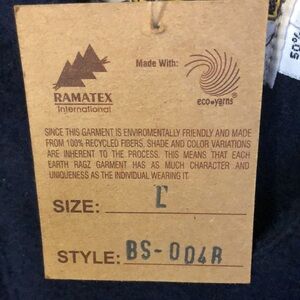 Made With:
RAMATEX
International
eco•yarns®
SINCE THIS GARMENT IS ENVIROMENTALLY FRIENDLY AND MADE
FROM 100% RECYCLED FIBERS, SHADE AND COLOR VARIATIONS
ARE INHERENT TO THE PROCESS. THIS MEANS THAT EACH
EARTH RAGZ GARMENT HAS AS MUCH CHARACTER AND
UNIQUENESS AS THE INDIVIDUAL WEARING IT.
SIZE: L
STYLE: BS-004R
50%